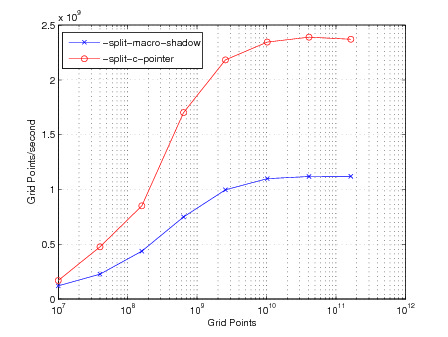 x 10^9
2.5
-split-macro-shadow
-split-c-pointer
2
1.5
1
0.5
0
Grid Points/second
10^7
10^8
10^9
10^10
10^11
10^12
Grid Points